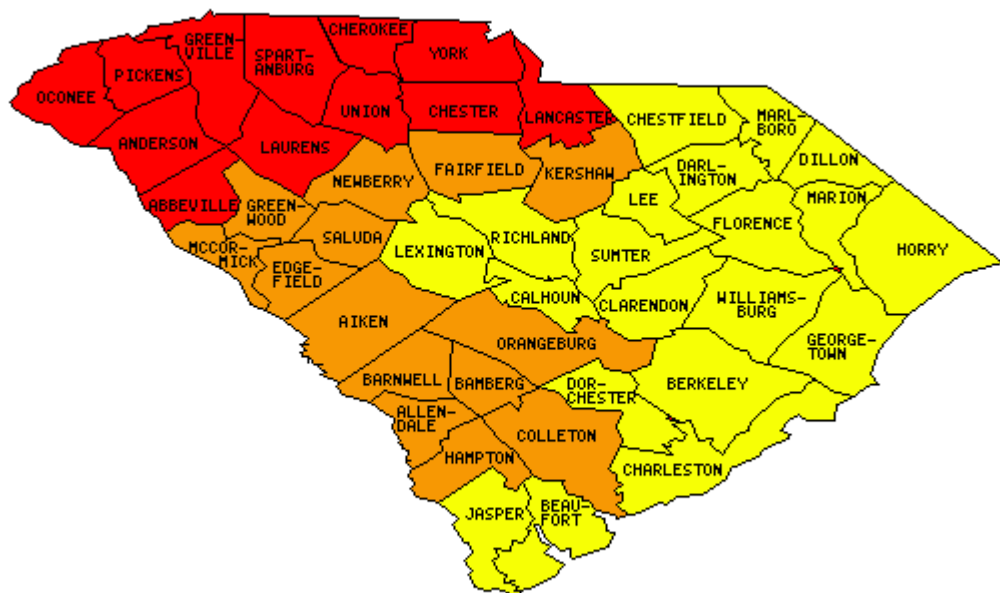 CHEROKEE
GREEN-
VILLE
SPART-
ANBURG
YORK
PICKENS
OCONEE
UNION
CHESTER
LANCASTER
CHESTFIELD
MARL-
BORO
ANDERSON
LAURENS
DILLON
NEWBERRY
FAIRFIELD
KERSHAW
DARL-
INGTON
ABBEVILLE
GREEN-
WOOD
LEE
MARION
SALUDA
RICHLAND
FLORENCE
MCCOR-
MICK
LEXINGTON
SUMTER
HORRY
EDGE-
FIELD
CALHOUN
CLARENDON
WILLIAMS-
BURG
AIKEN
ORANGEBURG
GEORGE-
TOWN
BARNWELL
BAMBERG
DOR-
CHESTER
BERKELEY
ALLEN-
DALE
COLLETON
HAMPTON
CHARLESTON
JASPER
BEAU-
FORT